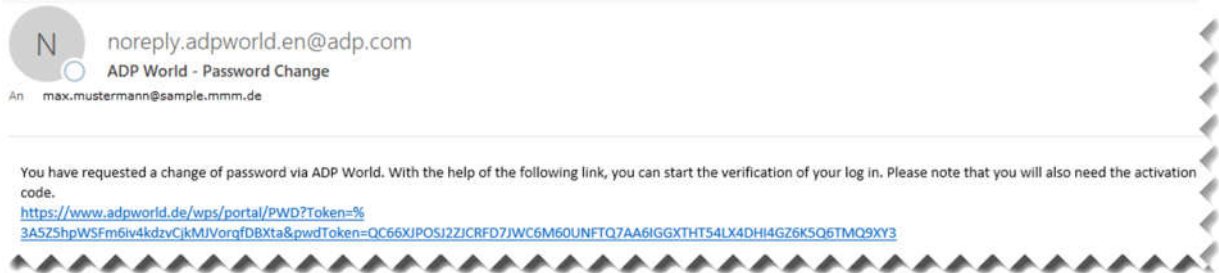 N
noreply.adpworld.en@adp.com
ADP World - Password Change
An max.mustermann@sample.mmm.de
You have requested a change of password via ADP World. With the help of the following link, you can start the verification of your log in. Please note that you will also need the activation
code.
https://www.adpworld.de/wps/portal/PWD?Token=%
3A5Z5hpWSFm6iv4kdzvCjkMJVorqfDBXta&pwdToken=QC66XJPOSJ2ZJCRFD7JWC6M60UNFTQ7AA6IGGXTHT54LX4DHI4GZ6K5Q6TMQ9XY3